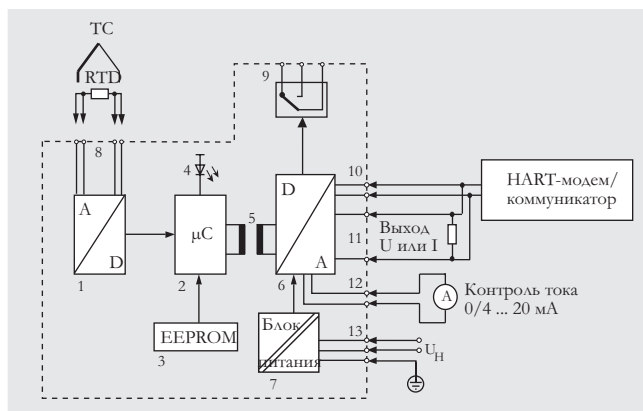 TC
RTD
9
8
4
10
HART-модем/
коммуникатор
A
D
μC
5
D
A
11
Выход
U или I
1
2
6
12
A
Контроль тока
0/4 ... 20 мА
EEPROM
3
Блок
питания
7
13
U_H